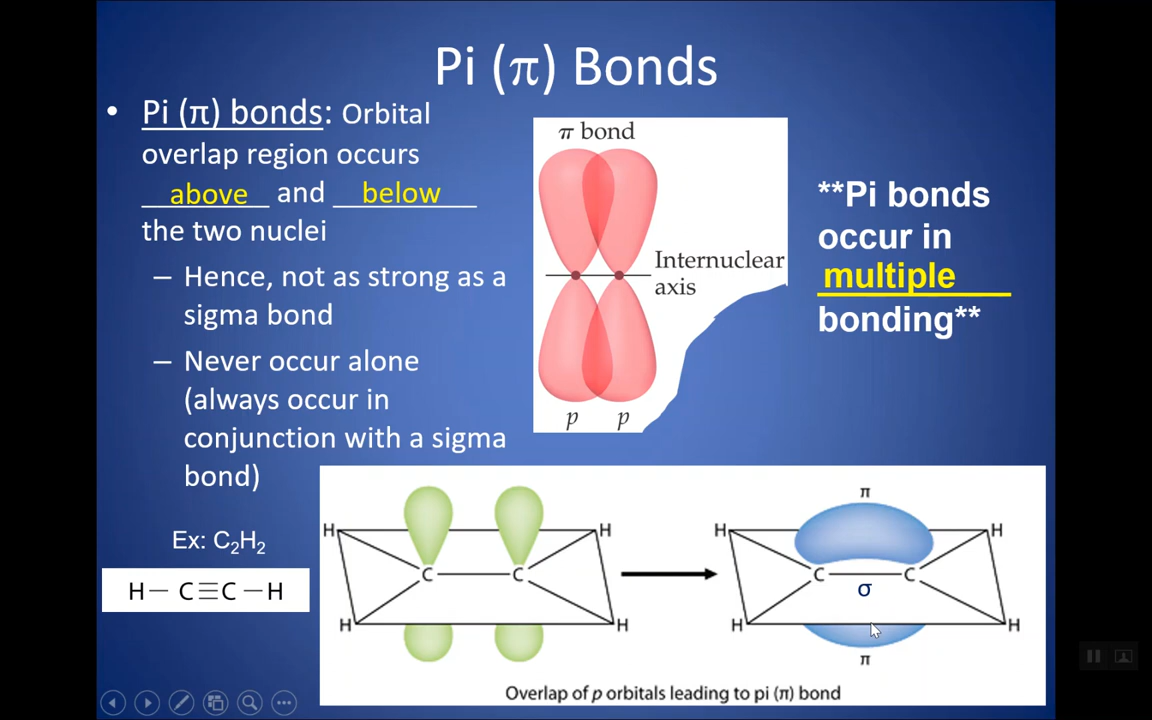 Pi (π) Bonds
• Pi (π) bonds: Orbital
overlap region occurs
above and below
the two nuclei
– Hence, not as strong as a
sigma bond
– Never occur alone
(always occur in
conjunction with a sigma
bond)
Ex: C₂H₂
H—C≡C—H
π bond
Internuclear
axis
p p
**Pi bonds
occur in
multiple
bonding**
H H
C C
H H
π
H H
C C
σ
H H
π
Overlap of p orbitals leading to pi (π) bond